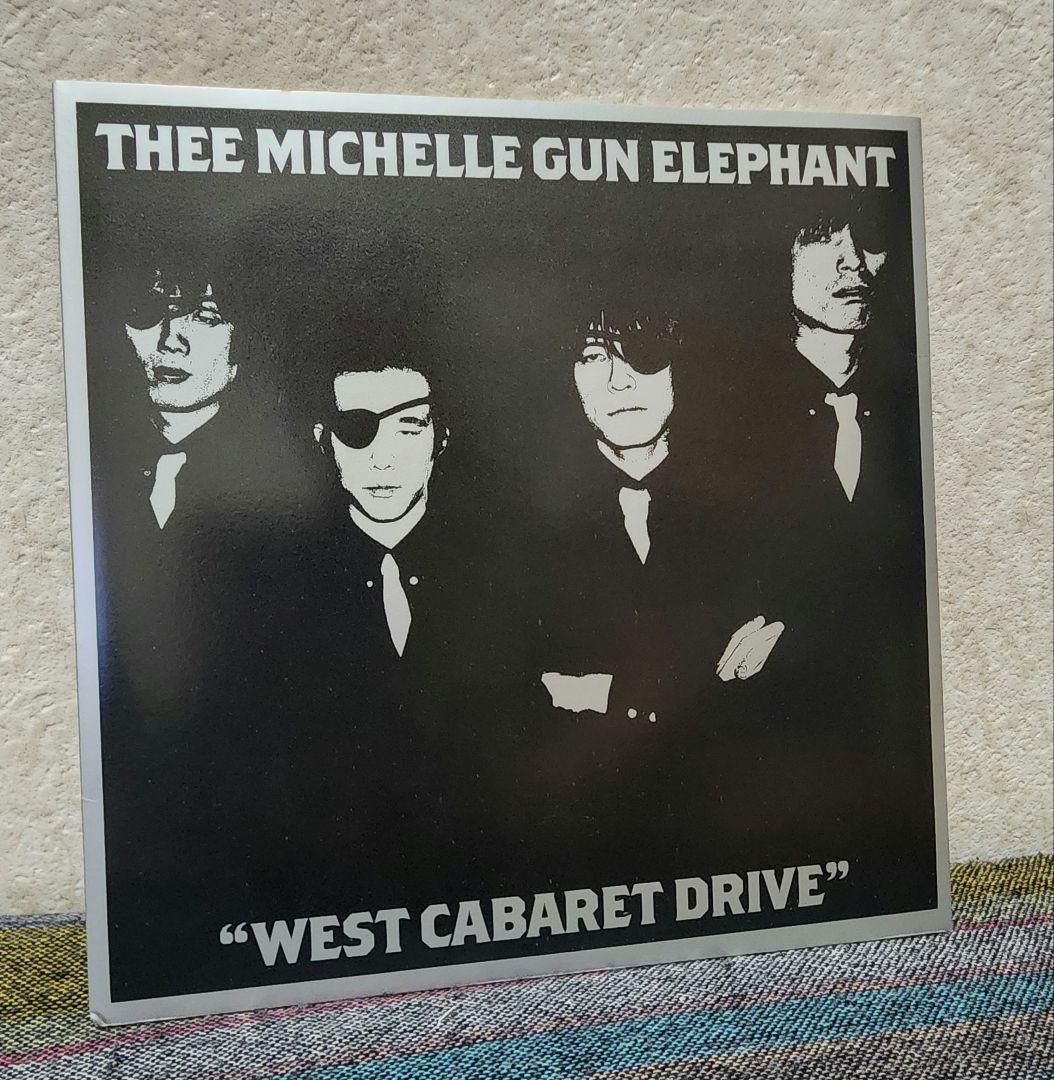 THEE MICHELLE GUN ELEPHANT
“WEST CABARET DRIVE”